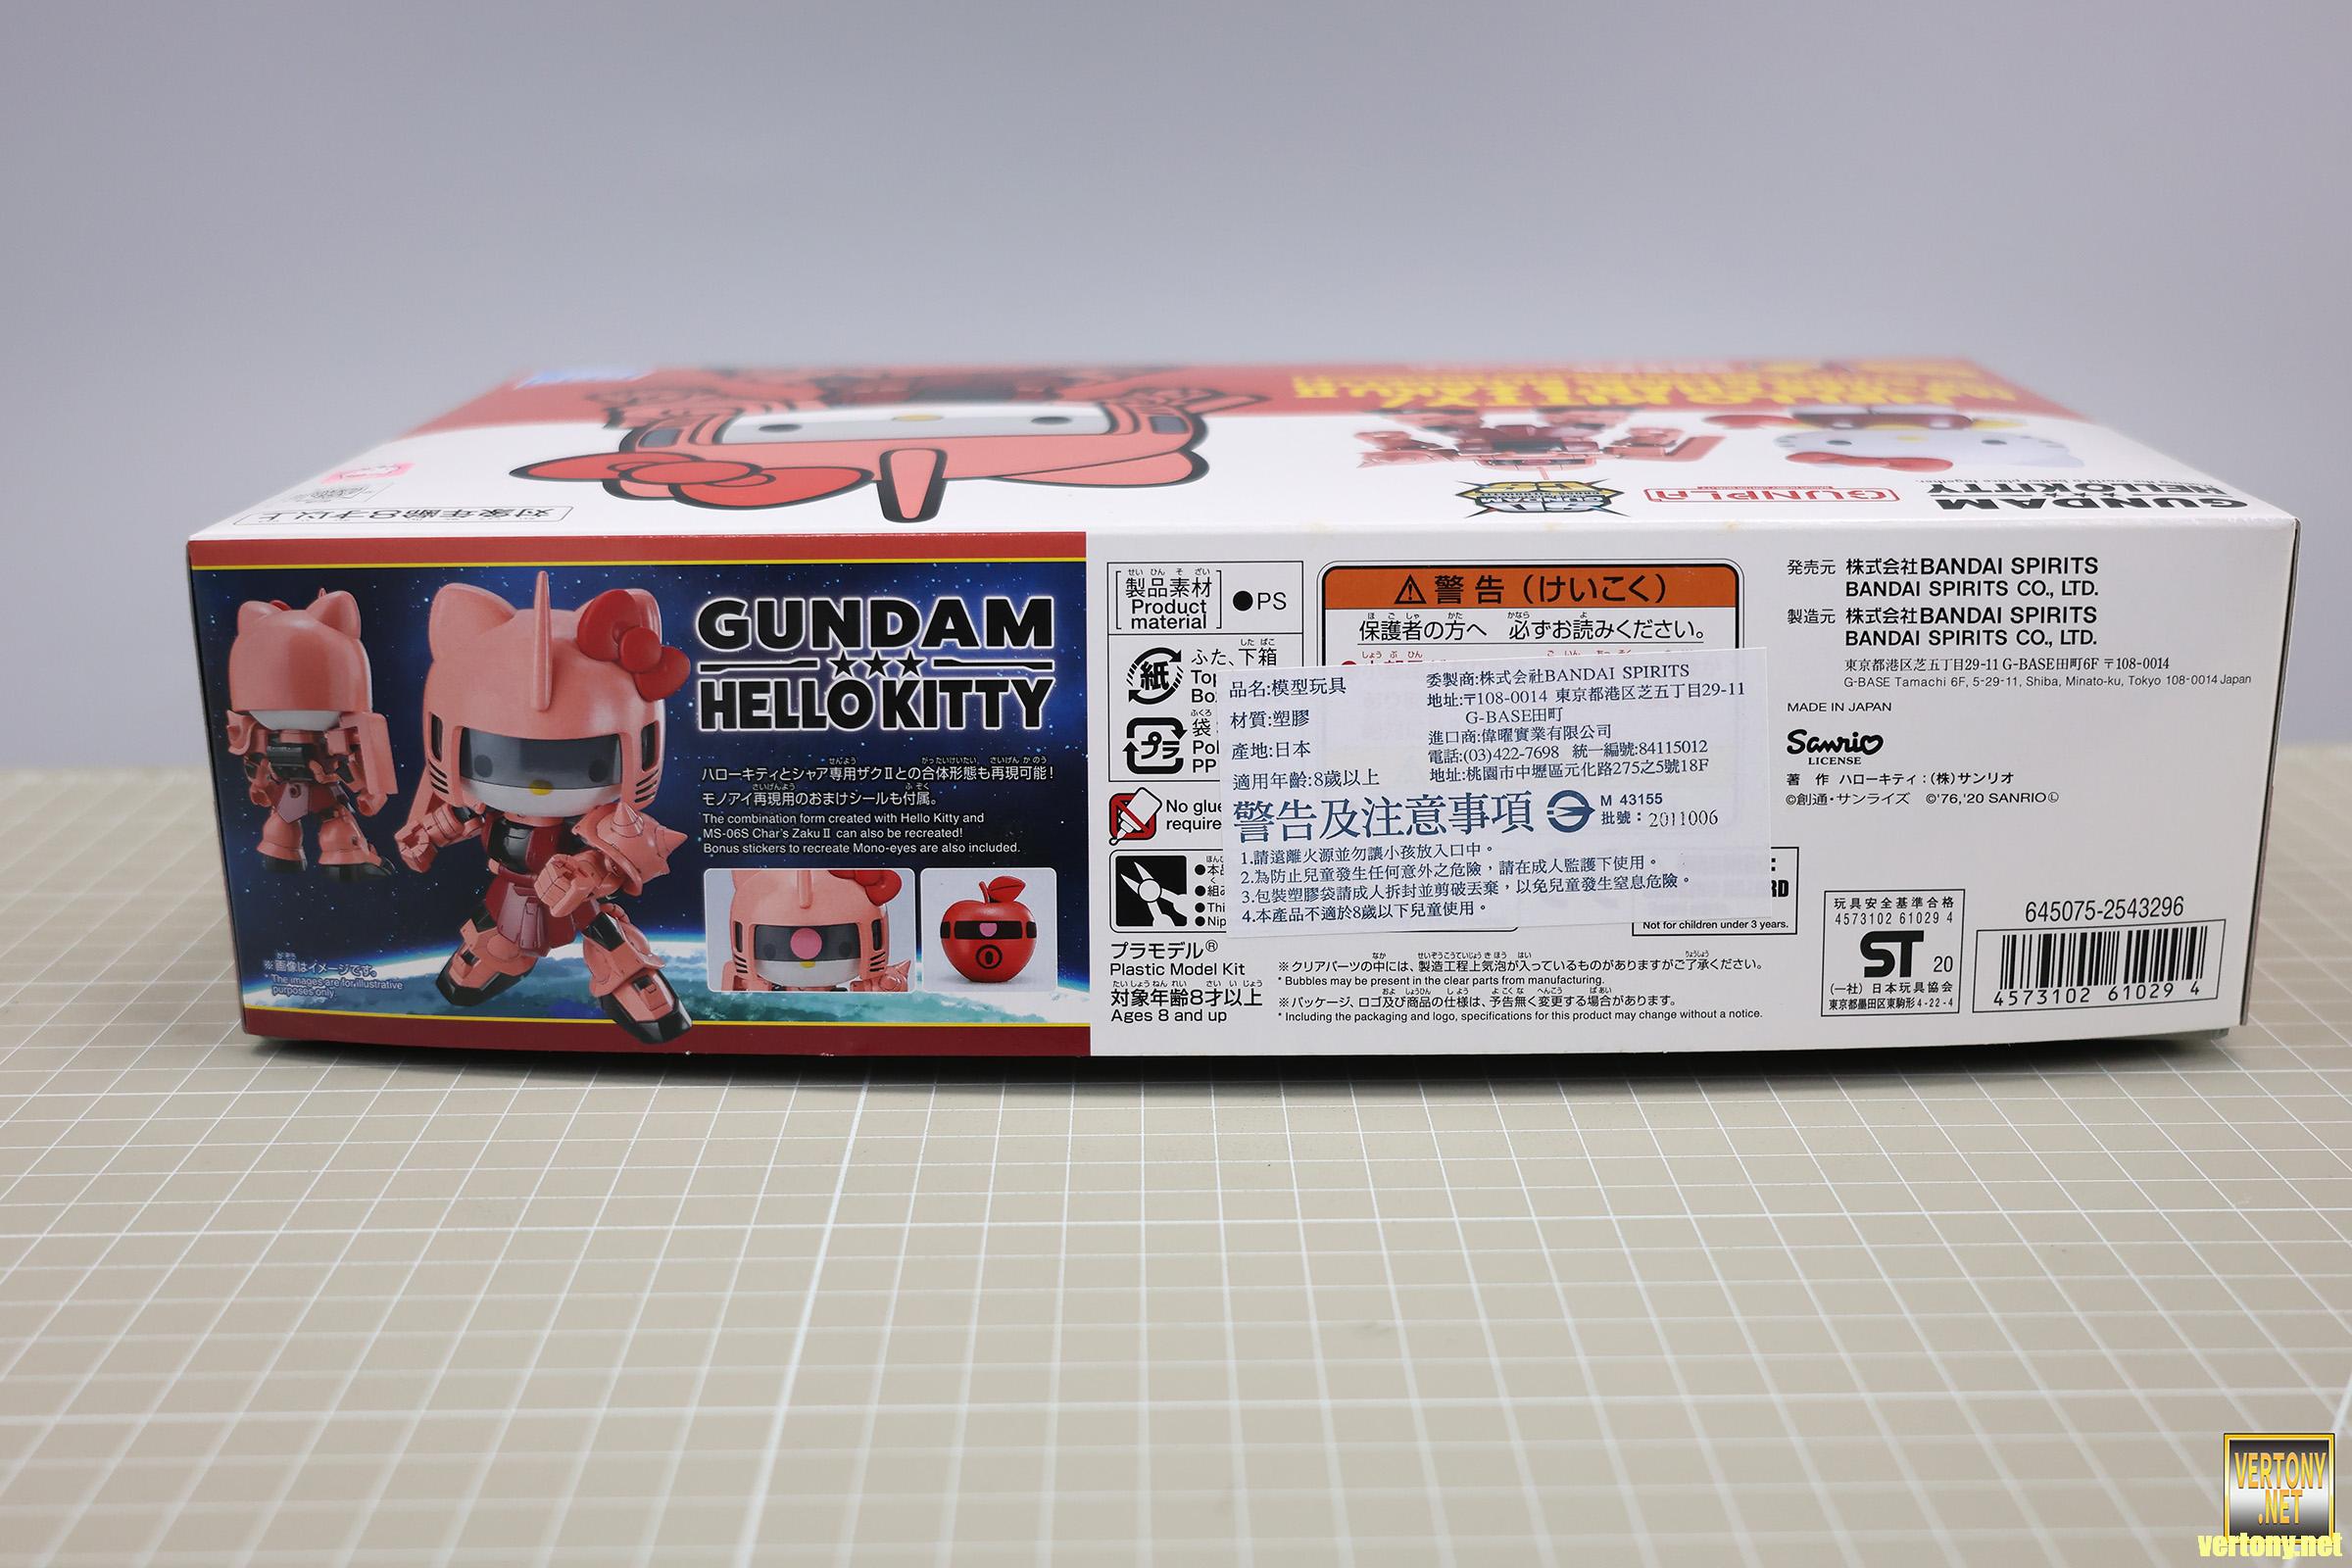 対象年齢8才以上
GUNPLA
GUNDAM
HELLO KITTY
GUNDAM
HELLO KITTY
ハローキティとシャア専用ザクⅡとの合体形態も再現可能!
モノアイ再現用のおまけシールも付属。
The combination form created with Hello Kitty and
MS-06S Char's Zaku Ⅱ can also be recreated!
Bonus stickers to recreate Mono-eyes are also included.
※画像はイメージです。
The images are for illustrative
purposes only.
製品素材
Product
material
●PS
紙
ふた、下箱
プラ
袋
PP
No glue
require
プラモデル®
Plastic Model Kit
対象年齢8才以上
Ages 8 and up
⚠警告(けいこく)
保護者の方へ 必ずお読みください。
品名:模型玩具
材質:塑膠
產地:日本
適用年齡:8歲以上
委製商:株式会社BANDAI SPIRITS
地址:〒108-0014 東京都港区芝五丁目29-11
G-BASE田町
進口商:偉曜實業有限公司
電話:(03)422-7698 統一編號:84115012
地址:桃園市中壢區元化路275之5號18F
警告及注意事項
M 43155
批號:2011006
1.請遠離火源並勿讓小孩放入口中。
2.為防止兒童發生任何意外之危險,請在成人監護下使用。
3.包裝塑膠袋請成人拆封並剪破丟棄,以免兒童發生窒息危險。
4.本產品不適於8歲以下兒童使用。
Not for children under 3 years.
※クリアパーツの中には、製造工程上気泡が入っているものがありますがご了承ください。
* Bubbles may be present in the clear parts from manufacturing.
※パッケージ、ロゴ及び商品の仕様は、予告無く変更する場合があります。
* Including the packaging and logo, specifications for this product may change without a notice.
発売元 株式会社BANDAI SPIRITS
BANDAI SPIRITS CO., LTD.
製造元 株式会社BANDAI SPIRITS
BANDAI SPIRITS CO., LTD.
東京都港区芝五丁目29-11 G-BASE田町6F 〒108-0014
G-BASE Tamachi 6F, 5-29-11, Shiba, Minato-ku, Tokyo 108-0014 Japan
MADE IN JAPAN
Sanrio
LICENSE
著 作 ハローキティ:(株)サンリオ
©創通・サンライズ ©'76,'20 SANRIO Ⓛ
玩具安全基準合格
4573102 61029 4
ST 20
(一社)日本玩具協会
東京都墨田区東駒形4-22-4
645075-2543296
4573102 61029 4
VERTONY
.NET
vertony.net